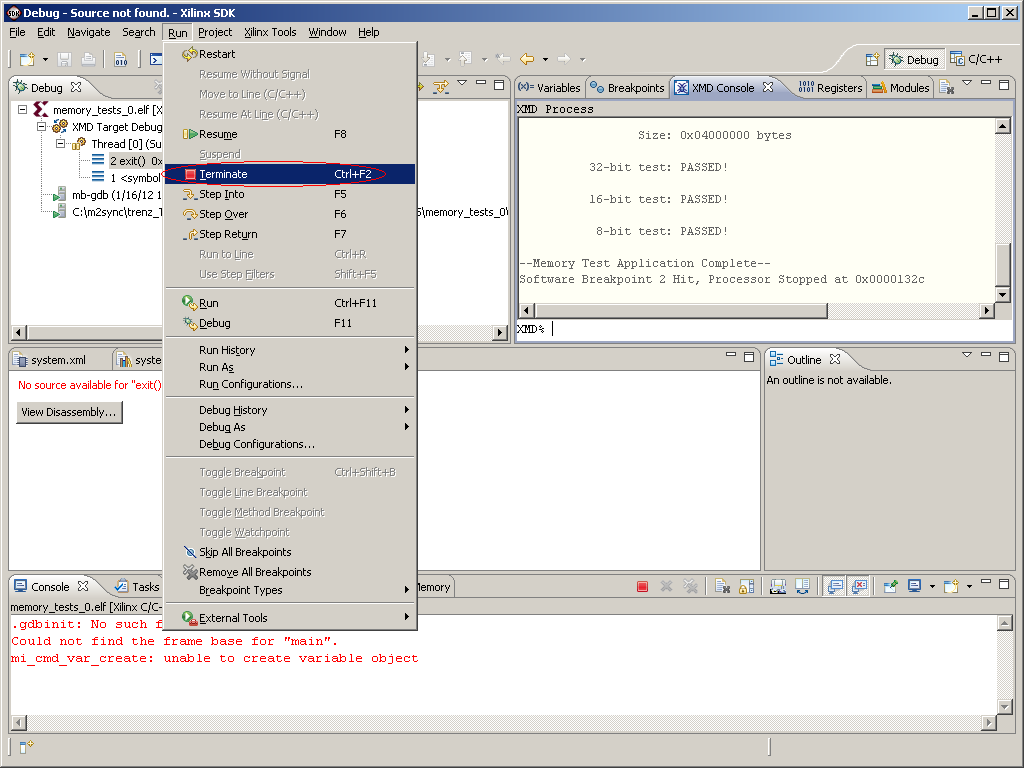 Debug - Source not found. - Xilinx SDK
File Edit Navigate Search Run Project Xilinx Tools Window Help
Debug C/C++
Debug
memory_tests_0.elf [X
XMD Target Debug
Thread [0] (Su
2 exit() 0x
1 <symbol
mb-gdb (1/16/12 1
C:\m2sync\trenz_T
\memory_tests_0\
Restart
Resume Without Signal
Move to Line (C/C++)
Resume At Line (C/C++)
Resume F8
Suspend
Terminate Ctrl+F2
Step Into F5
Step Over F6
Step Return F7
Run to Line Ctrl+R
Use Step Filters Shift+F5
Run Ctrl+F11
Debug F11
Run History
Run As
Run Configurations...
Debug History
Debug As
Debug Configurations...
Toggle Breakpoint Ctrl+Shift+B
Toggle Line Breakpoint
Toggle Method Breakpoint
Toggle Watchpoint
Skip All Breakpoints
Remove All Breakpoints
Breakpoint Types
External Tools
(x)= Variables Breakpoints XMD Console Registers Modules
XMD Process
Size: 0x04000000 bytes
32-bit test: PASSED!
16-bit test: PASSED!
8-bit test: PASSED!
--Memory Test Application Complete--
Software Breakpoint 2 Hit, Processor Stopped at 0x0000132c
XMD%
system.xml syste
No source available for "exit()
View Disassembly...
Outline
An outline is not available.
Console Tasks Memory
memory_tests_0.elf [Xilinx C/C-
.gdbinit: No such f
Could not find the frame base for "main".
mi_cmd_var_create: unable to create variable object